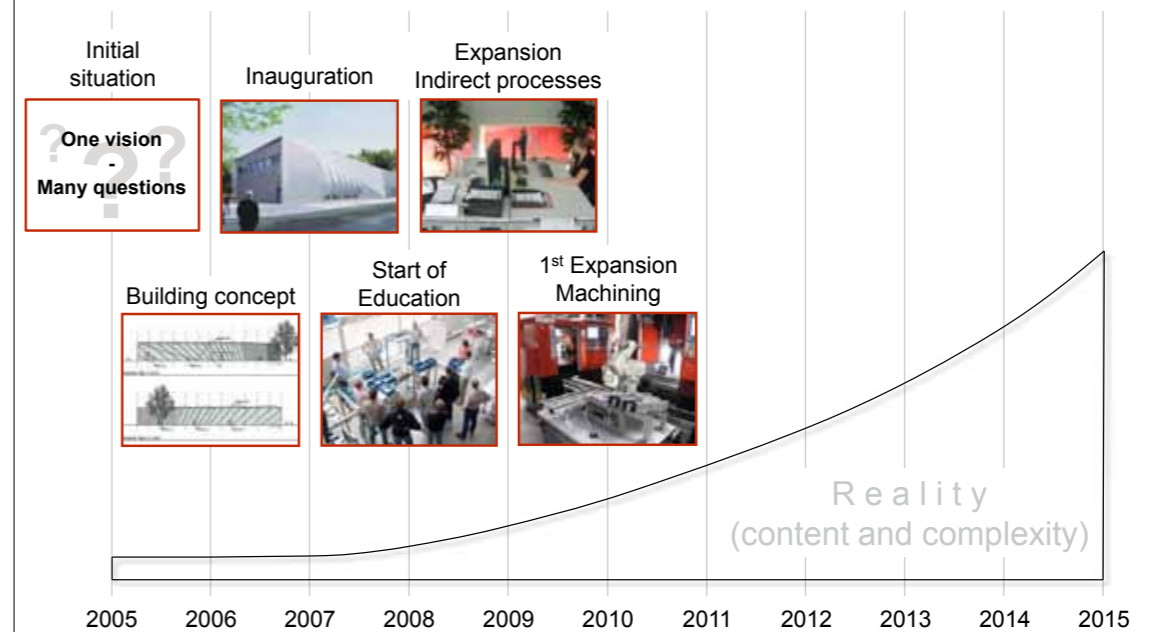 Initial
situation
? ? ?
One vision
-
Many questions
Inauguration
Expansion
Indirect processes
Building concept
Start of
Education
1st Expansion
Machining
Reality
(content and complexity)
2005 2006 2007 2008 2009 2010 2011 2012 2013 2014 2015